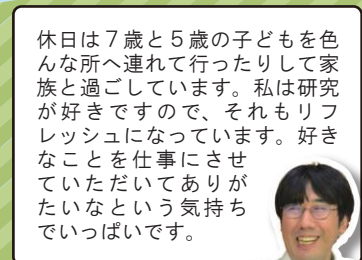 休日は７歳と５歳の子どもを色
んな所へ連れて行ったりして家
族と過ごしています。私は研究
が好きですので、それもリフ
レッシュになっています。好き
なことを仕事にさせ
ていただいてありが
たいなという気持ち
でいっぱいです。